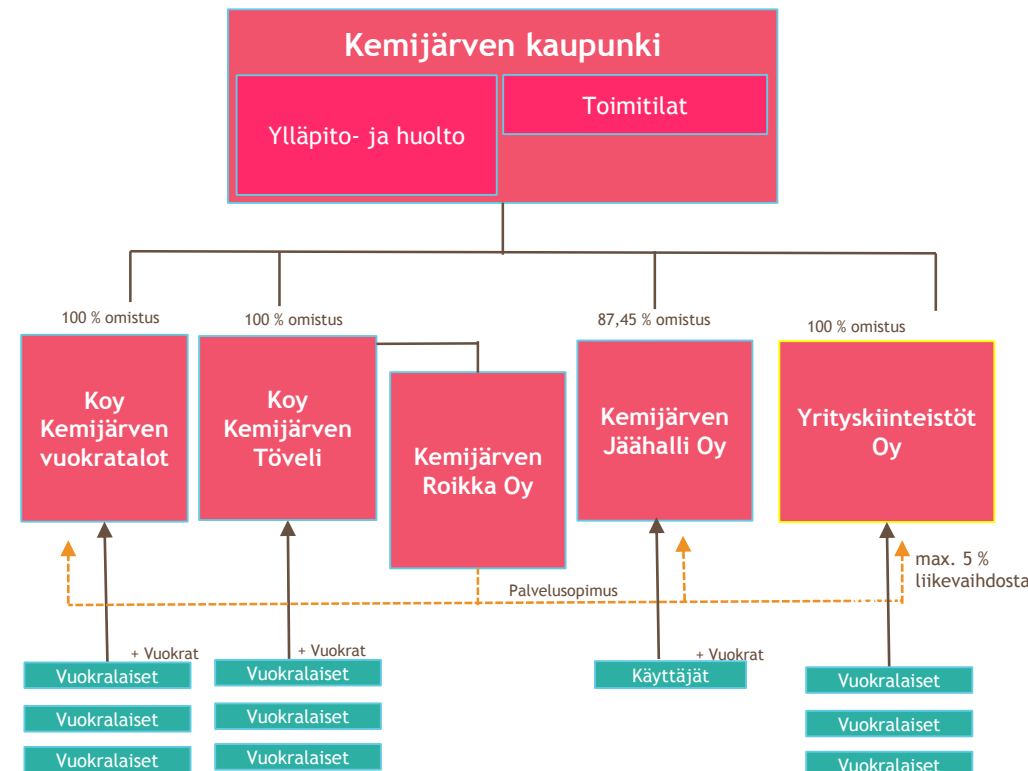 Kemijärven kaupunki
Ylläpito- ja huolto
Toimitilat
100 % omistus
100 % omistus
87,45 % omistus
100 % omistus
Koy
Kemijärven
vuokratalot
Koy
Kemijärven
Töveli
Kemijärven
Roikka Oy
Kemijärven
Jäähalli Oy
Yrityskiinteistöt
Oy
max. 5 %
liikevaihdosta
Palvelusopimus
+ Vuokrat
+ Vuokrat
+ Vuokrat
Vuokralaiset
Vuokralaiset
Vuokralaiset
Vuokralaiset
Vuokralaiset
Vuokralaiset
Käyttäjät
Vuokralaiset
Vuokralaiset
Vuokralaiset